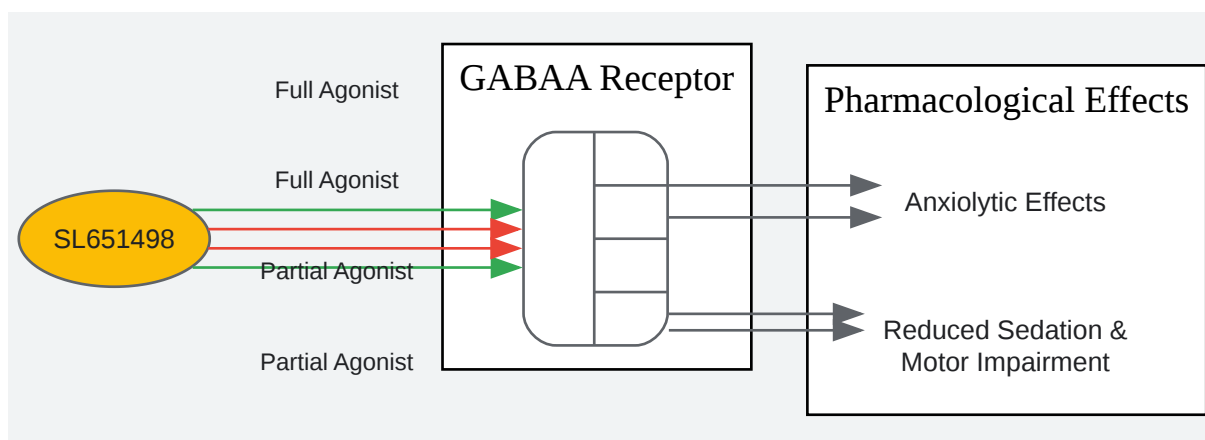 Full Agonist
Full Agonist
SL651498
Partial Agonist
Partial Agonist
GABAA Receptor
Pharmacological Effects
Anxiolytic Effects
Reduced Sedation &
Motor Impairment